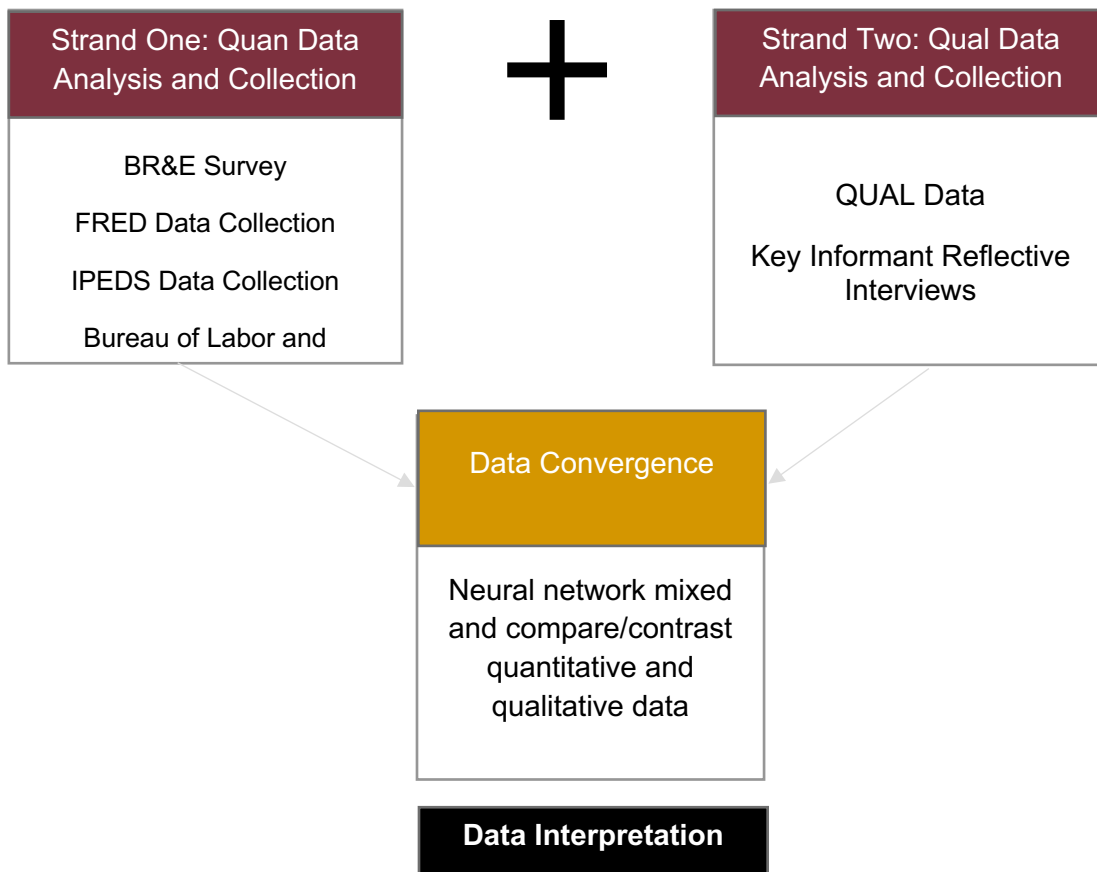 Strand One: Quan Data
Analysis and Collection
BR&E Survey
FRED Data Collection
IPEDS Data Collection
Bureau of Labor and
Strand Two: Qual Data
Analysis and Collection
QUAL Data
Key Informant Reflective
Interviews
Data Convergence
Neural network mixed
and compare/contrast
quantitative and
qualitative data
Data Interpretation